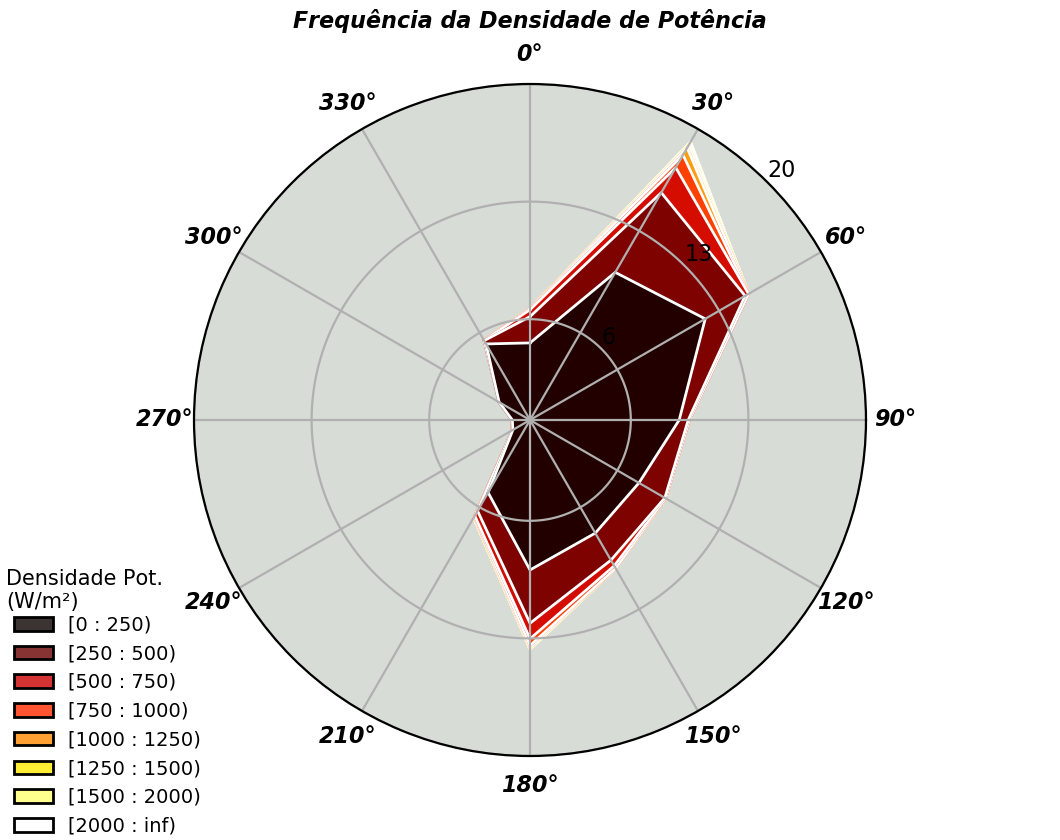 Frequência da Densidade de Potência
0°
330°
30°
20
300°
60°
13
6
270°
90°
240°
120°
210°
150°
180°
Densidade Pot.
(W/m²)
[0 : 250)
[250 : 500)
[500 : 750)
[750 : 1000)
[1000 : 1250)
[1250 : 1500)
[1500 : 2000)
[2000 : inf)